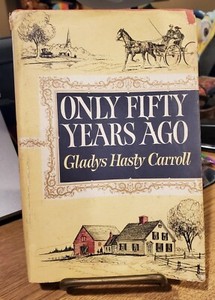 ONLY FIFTY
YEARS AGO
Gladys Hasty Carroll